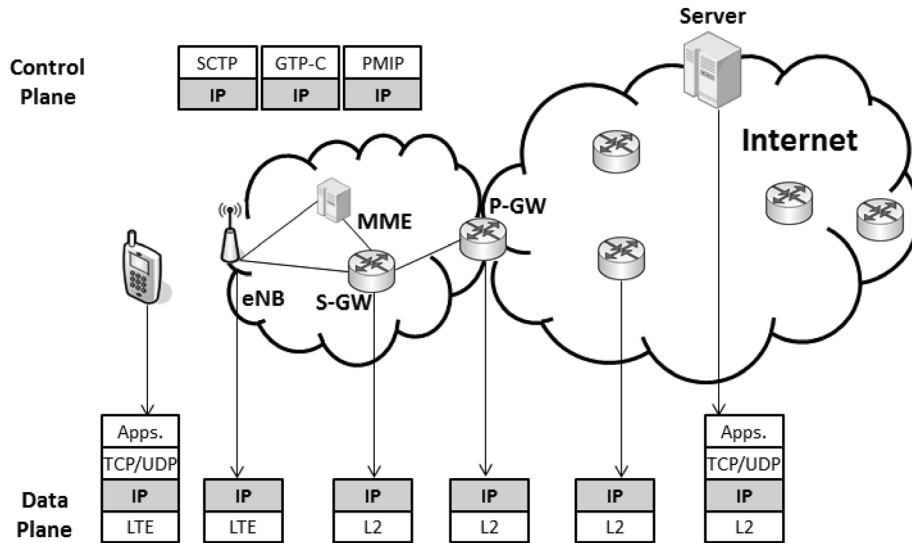 Server
Control
Plane
SCTP GTP-C PMIP
IP IP IP
Internet
P-GW
MME
eNB S-GW
Apps. Apps.
TCP/UDP TCP/UDP
Data
Plane
IP IP IP IP IP IP
LTE LTE L2 L2 L2 L2